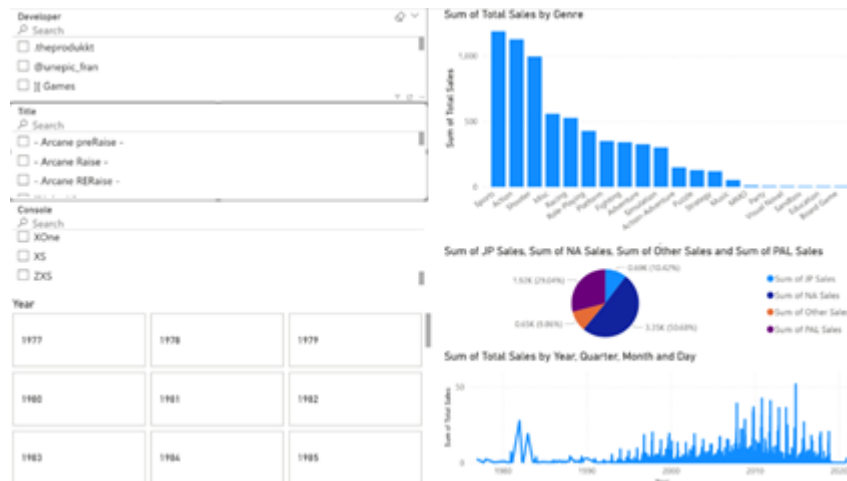 Developer
Search
.theprodukkt
@unepic_fran
][ Games
Title
Search
- Arcane preRaise -
- Arcane Raise -
- Arcane RERaise -
Console
Search
XOne
XS
ZXS
Year
1977
1978
1979
1980
1981
1982
1983
1984
1985
Sum of Total Sales by Genre
Sum of Total Sales
1,000
500
0
Sports
Action
Shooter
Misc
Racing
Role-Playing
Platform
Fighting
Adventure
Simulation
Action-Adventure
Puzzle
Strategy
Music
MMO
Party
Visual Novel
Sandbox
Education
Board Game
Sum of JP Sales, Sum of NA Sales, Sum of Other Sales and Sum of PAL Sales
0.69K (10.42%)
1.92K (29.04%)
0.65K (9.86%)
3.35K (50.68%)
Sum of JP Sales
Sum of NA Sales
Sum of Other Sale
Sum of PAL Sales
Sum of Total Sales by Year, Quarter, Month and Day
Sum of Total Sales
50
0
1980
1990
2000
2010
2020